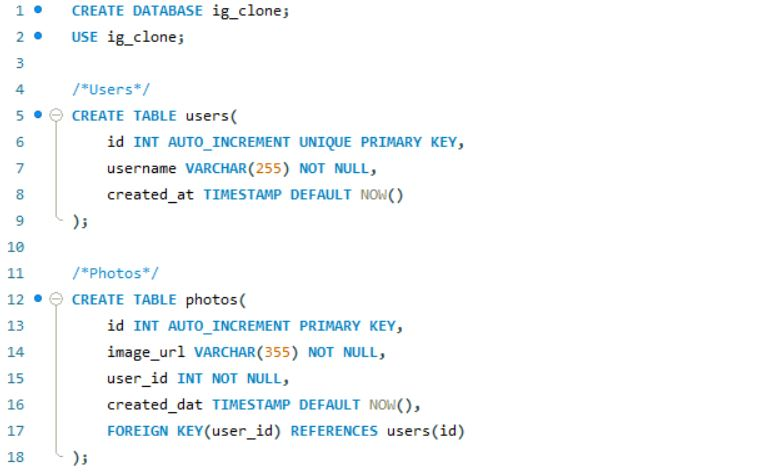 1 CREATE DATABASE ig_clone;
2 USE ig_clone;
3
4 /*Users*/
5 CREATE TABLE users(
6 id INT AUTO_INCREMENT UNIQUE PRIMARY KEY,
7 username VARCHAR(255) NOT NULL,
8 created_at TIMESTAMP DEFAULT NOW()
9 );
10
11 /*Photos*/
12 CREATE TABLE photos(
13 id INT AUTO_INCREMENT PRIMARY KEY,
14 image_url VARCHAR(355) NOT NULL,
15 user_id INT NOT NULL,
16 created_dat TIMESTAMP DEFAULT NOW(),
17 FOREIGN KEY(user_id) REFERENCES users(id)
18 );